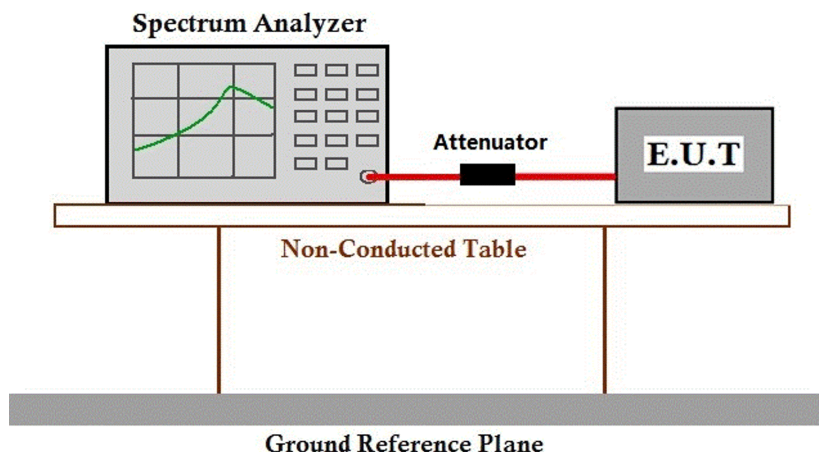 Spectrum Analyzer
Attenuator
E.U.T
Non-Conducted Table
Ground Reference Plane